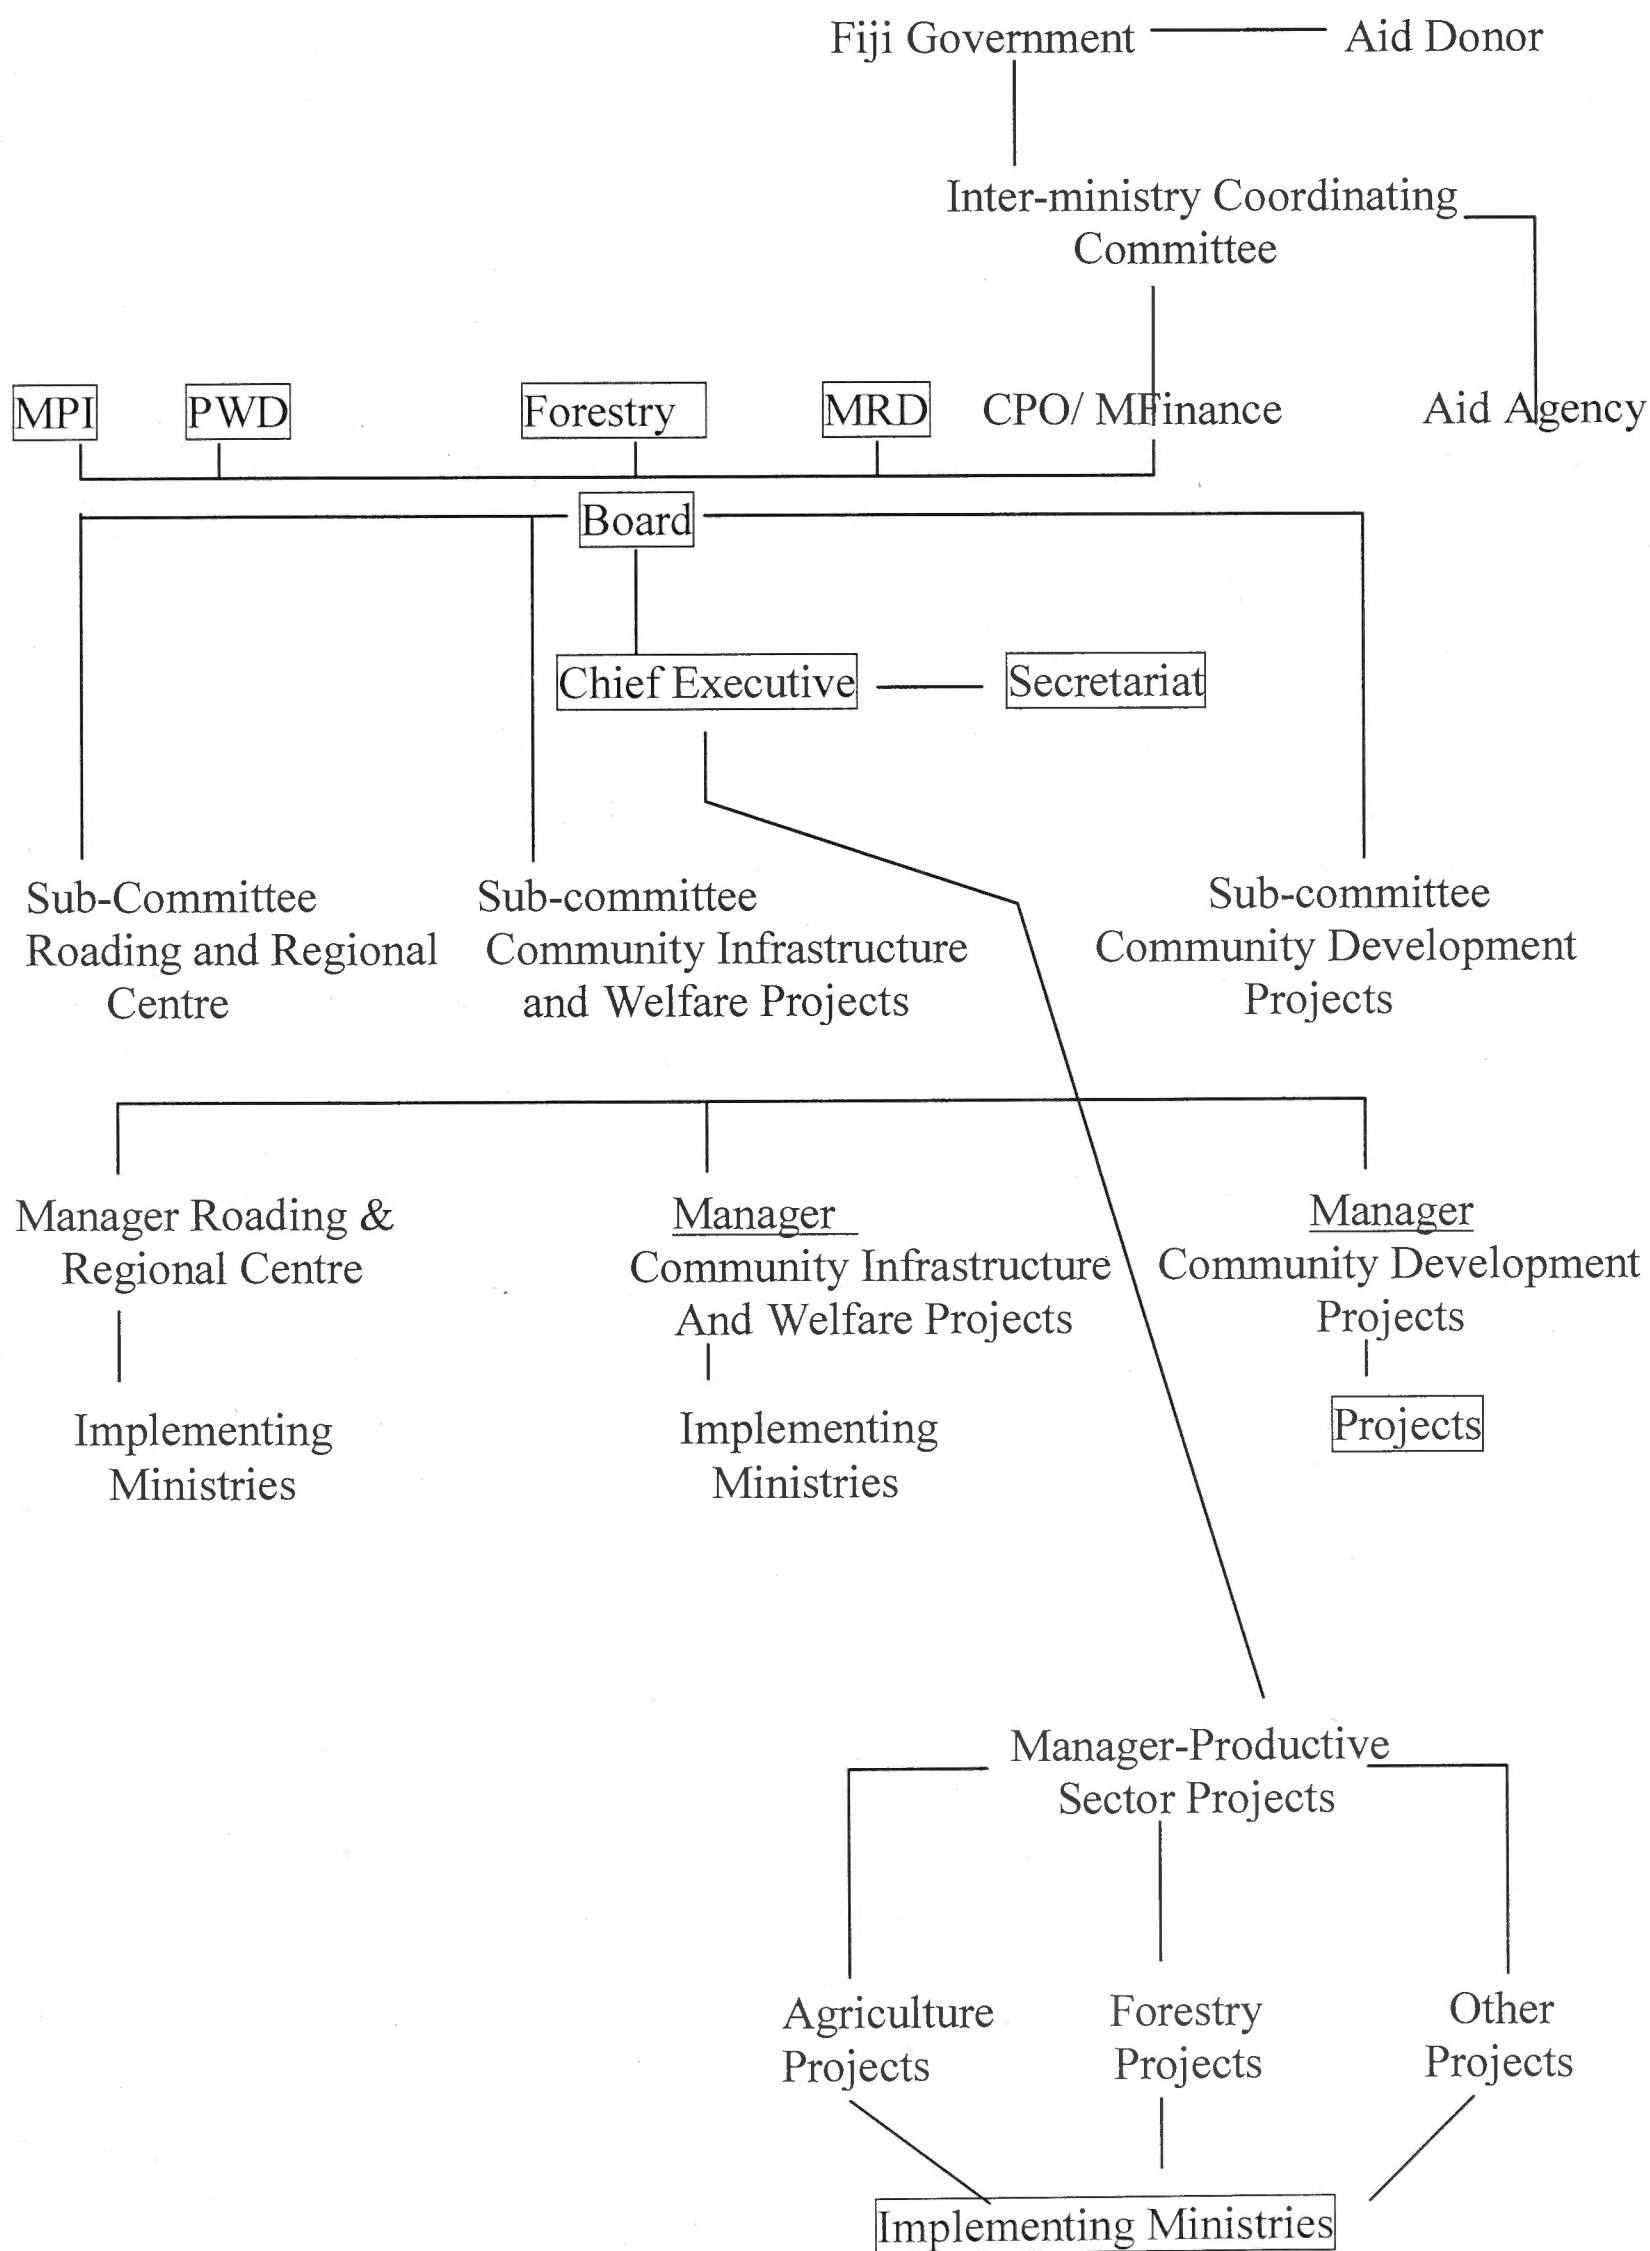 Fiji Government Aid Donor
Inter-ministry Coordinating
Committee
MPI PWD Forestry MRD CPO/ MFinance Aid Agency
Board
Chief Executive Secretariat
Sub-Committee
Roading and Regional
Centre
Sub-committee
Community Infrastructure
and Welfare Projects
Sub-committee
Community Development
Projects
Manager Roading &
Regional Centre
Manager
Community Infrastructure
And Welfare Projects
Manager
Community Development
Projects
Implementing
Ministries
Implementing
Ministries
Projects
Manager-Productive
Sector Projects
Agriculture
Projects
Forestry
Projects
Other
Projects
Implementing Ministries